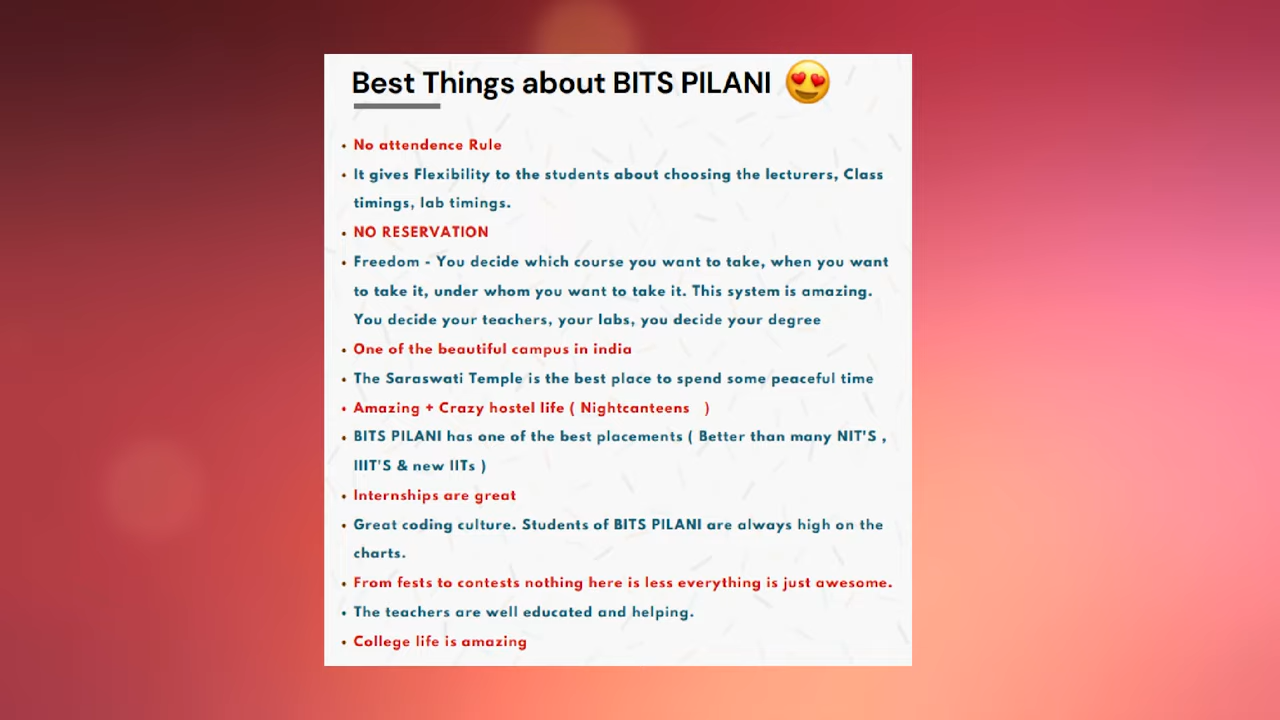 Best Things about BITS PILANI 😍
• No attendence Rule
• It gives Flexibility to the students about choosing the lecturers, Class
timings, lab timings.
• NO RESERVATION
• Freedom - You decide which course you want to take, when you want
to take it, under whom you want to take it. This system is amazing.
You decide your teachers, your labs, you decide your degree
• One of the beautiful campus in india
• The Saraswati Temple is the best place to spend some peaceful time
• Amazing + Crazy hostel life ( Nightcanteens )
• BITS PILANI has one of the best placements ( Better than many NIT'S ,
IIIT'S & new IITs )
• Internships are great
• Great coding culture. Students of BITS PILANI are always high on the
charts.
• From fests to contests nothing here is less everything is just awesome.
• The teachers are well educated and helping.
• College life is amazing